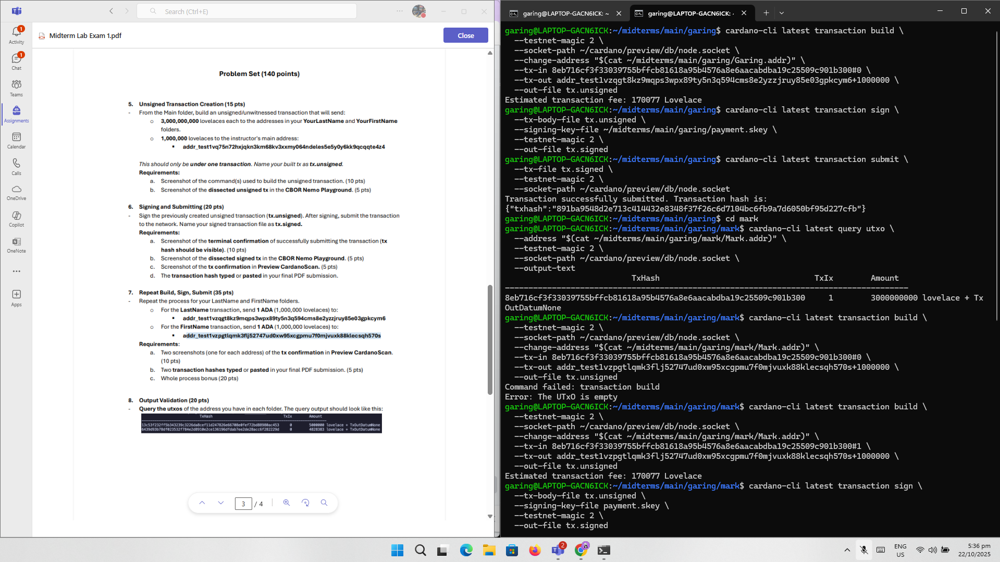 Search (Ctrl+E)
1
Activity
1
Chat
Teams
Assignments
Calendar
Calls
OneDrive
Copilot
OneNote
Apps
Midterm Lab Exam 1.pdf
Close
Problem Set (140 points)
5. Unsigned Transaction Creation (15 pts)
- From the Main folder, build an unsigned/unwitnessed transaction that will send:
o 3,000,000,000 lovelaces each to the addresses in your YourLastName and YourFirstName
folders.
o 1,000,000 lovelaces to the instructor's main address:
▪ addr_test1vq75n72hxjqkn3km68kv3xxmy064ndeles5e5y0y6kk9qcqqte4z4
This should only be under one transaction. Name your built tx as tx.unsigned.
Requirements:
a. Screenshot of the command(s) used to build the unsigned transaction. (10 pts)
b. Screenshot of the dissected unsigned tx in the CBOR Nemo Playground. (5 pts)
6. Signing and Submitting (20 pts)
- Sign the previously created unsigned transaction (tx.unsigned). After signing, submit the transaction
to the network. Name your signed transaction file as tx.signed.
Requirements:
a. Screenshot of the terminal confirmation of successfully submitting the transaction (tx
hash should be visible). (10 pts)
b. Screenshot of the dissected signed tx in the CBOR Nemo Playground. (5 pts)
c. Screenshot of the tx confirmation in Preview CardanoScan. (5 pts)
d. The transaction hash typed or pasted in your final PDF submission.
7. Repeat Build, Sign, Submit (35 pts)
- Repeat the process for your LastName and FirstName folders.
o For the LastName transaction, send 1 ADA (1,000,000 lovelaces) to:
▪ addr_test1vzqgt8kz9mqps3wpx89ty5n3q594cms8e2yzzjruy85e03gpkcym6
o For the FirstName transaction, send 1 ADA (1,000,000 lovelaces) to:
▪ addr_test1vzpgtlqmk3flj52747ud0xw95xcgpmu7f0mjvuxk88klecsqh570s
Requirements:
a. Two screenshots (one for each address) of the tx confirmation in Preview CardanoScan.
(10 pts)
b. Two transaction hashes typed or pasted in your final PDF submission. (5 pts)
c. Whole process bonus (20 pts)
8. Output Validation (20 pts)
- Query the utxos of the address you have in each folder. The query output should look like this:
TxHash TxIx Amount
13c53f232ff5b343239c3226da8cef11d247826e66708e0fef72bd88980ac453 0 5000000 lovelace + TxOutDatumNone
6439d93b78df023532f784e2d8910e2ce136196dfdab7ee2de28acc6f282229d 0 4828383 lovelace + TxOutDatumNone
3 / 4
garing@LAPTOP-GACN6ICK: ~
garing@LAPTOP-GACN6ICK: ~
garing@LAPTOP-GACN6ICK:~/midterms/main/garing$ cardano-cli latest transaction build \
--testnet-magic 2 \
--socket-path ~/cardano/preview/db/node.socket \
--change-address "$(cat ~/midterms/main/garing/Garing.addr)" \
--tx-in 8eb716cf3f33039755bffcb81618a95b4576a8e6aacabdba19c25509c901b300#0 \
--tx-out addr_test1vzqgt8kz9mqps3wpx89ty5n3q594cms8e2yzzjruy85e03gpkcym6+1000000 \
--out-file tx.unsigned
Estimated transaction fee: 170077 Lovelace
garing@LAPTOP-GACN6ICK:~/midterms/main/garing$ cardano-cli latest transaction sign \
--tx-body-file tx.unsigned \
--signing-key-file ~/midterms/main/garing/payment.skey \
--testnet-magic 2 \
--out-file tx.signed
garing@LAPTOP-GACN6ICK:~/midterms/main/garing$ cardano-cli latest transaction submit \
--tx-file tx.signed \
--testnet-magic 2 \
--socket-path ~/cardano/preview/db/node.socket
Transaction successfully submitted. Transaction hash is:
{"txhash":"891ba9548d2e713c414432e8348f37f26c6d7104bc6fb9a7d6050bf95d227cfb"}
garing@LAPTOP-GACN6ICK:~/midterms/main/garing$ cd mark
garing@LAPTOP-GACN6ICK:~/midterms/main/garing/mark$ cardano-cli latest query utxo \
--address "$(cat ~/midterms/main/garing/mark/Mark.addr)" \
--testnet-magic 2 \
--socket-path ~/cardano/preview/db/node.socket \
--output-text
TxHash TxIx Amount
--------------------------------------------------------------------------------------
8eb716cf3f33039755bffcb81618a95b4576a8e6aacabdba19c25509c901b300 1 3000000000 lovelace + Tx
OutDatumNone
garing@LAPTOP-GACN6ICK:~/midterms/main/garing/mark$ cardano-cli latest transaction build \
--testnet-magic 2 \
--socket-path ~/cardano/preview/db/node.socket \
--change-address "$(cat ~/midterms/main/garing/mark/Mark.addr)" \
--tx-in 8eb716cf3f33039755bffcb81618a95b4576a8e6aacabdba19c25509c901b300#0 \
--tx-out addr_test1vzpgtlqmk3flj52747ud0xw95xcgpmu7f0mjvuxk88klecsqh570s+1000000 \
--out-file tx.unsigned
Command failed: transaction build
Error: The UTxO is empty
garing@LAPTOP-GACN6ICK:~/midterms/main/garing/mark$ cardano-cli latest transaction build \
--testnet-magic 2 \
--socket-path ~/cardano/preview/db/node.socket \
--change-address "$(cat ~/midterms/main/garing/mark/Mark.addr)" \
--tx-in 8eb716cf3f33039755bffcb81618a95b4576a8e6aacabdba19c25509c901b300#1 \
--tx-out addr_test1vzpgtlqmk3flj52747ud0xw95xcgpmu7f0mjvuxk88klecsqh570s+1000000 \
--out-file tx.unsigned
Estimated transaction fee: 170077 Lovelace
garing@LAPTOP-GACN6ICK:~/midterms/main/garing/mark$ cardano-cli latest transaction sign \
--tx-body-file tx.unsigned \
--signing-key-file payment.skey \
--testnet-magic 2 \
--out-file tx.signed
2
ENG
US
5:36 pm
22/10/2025